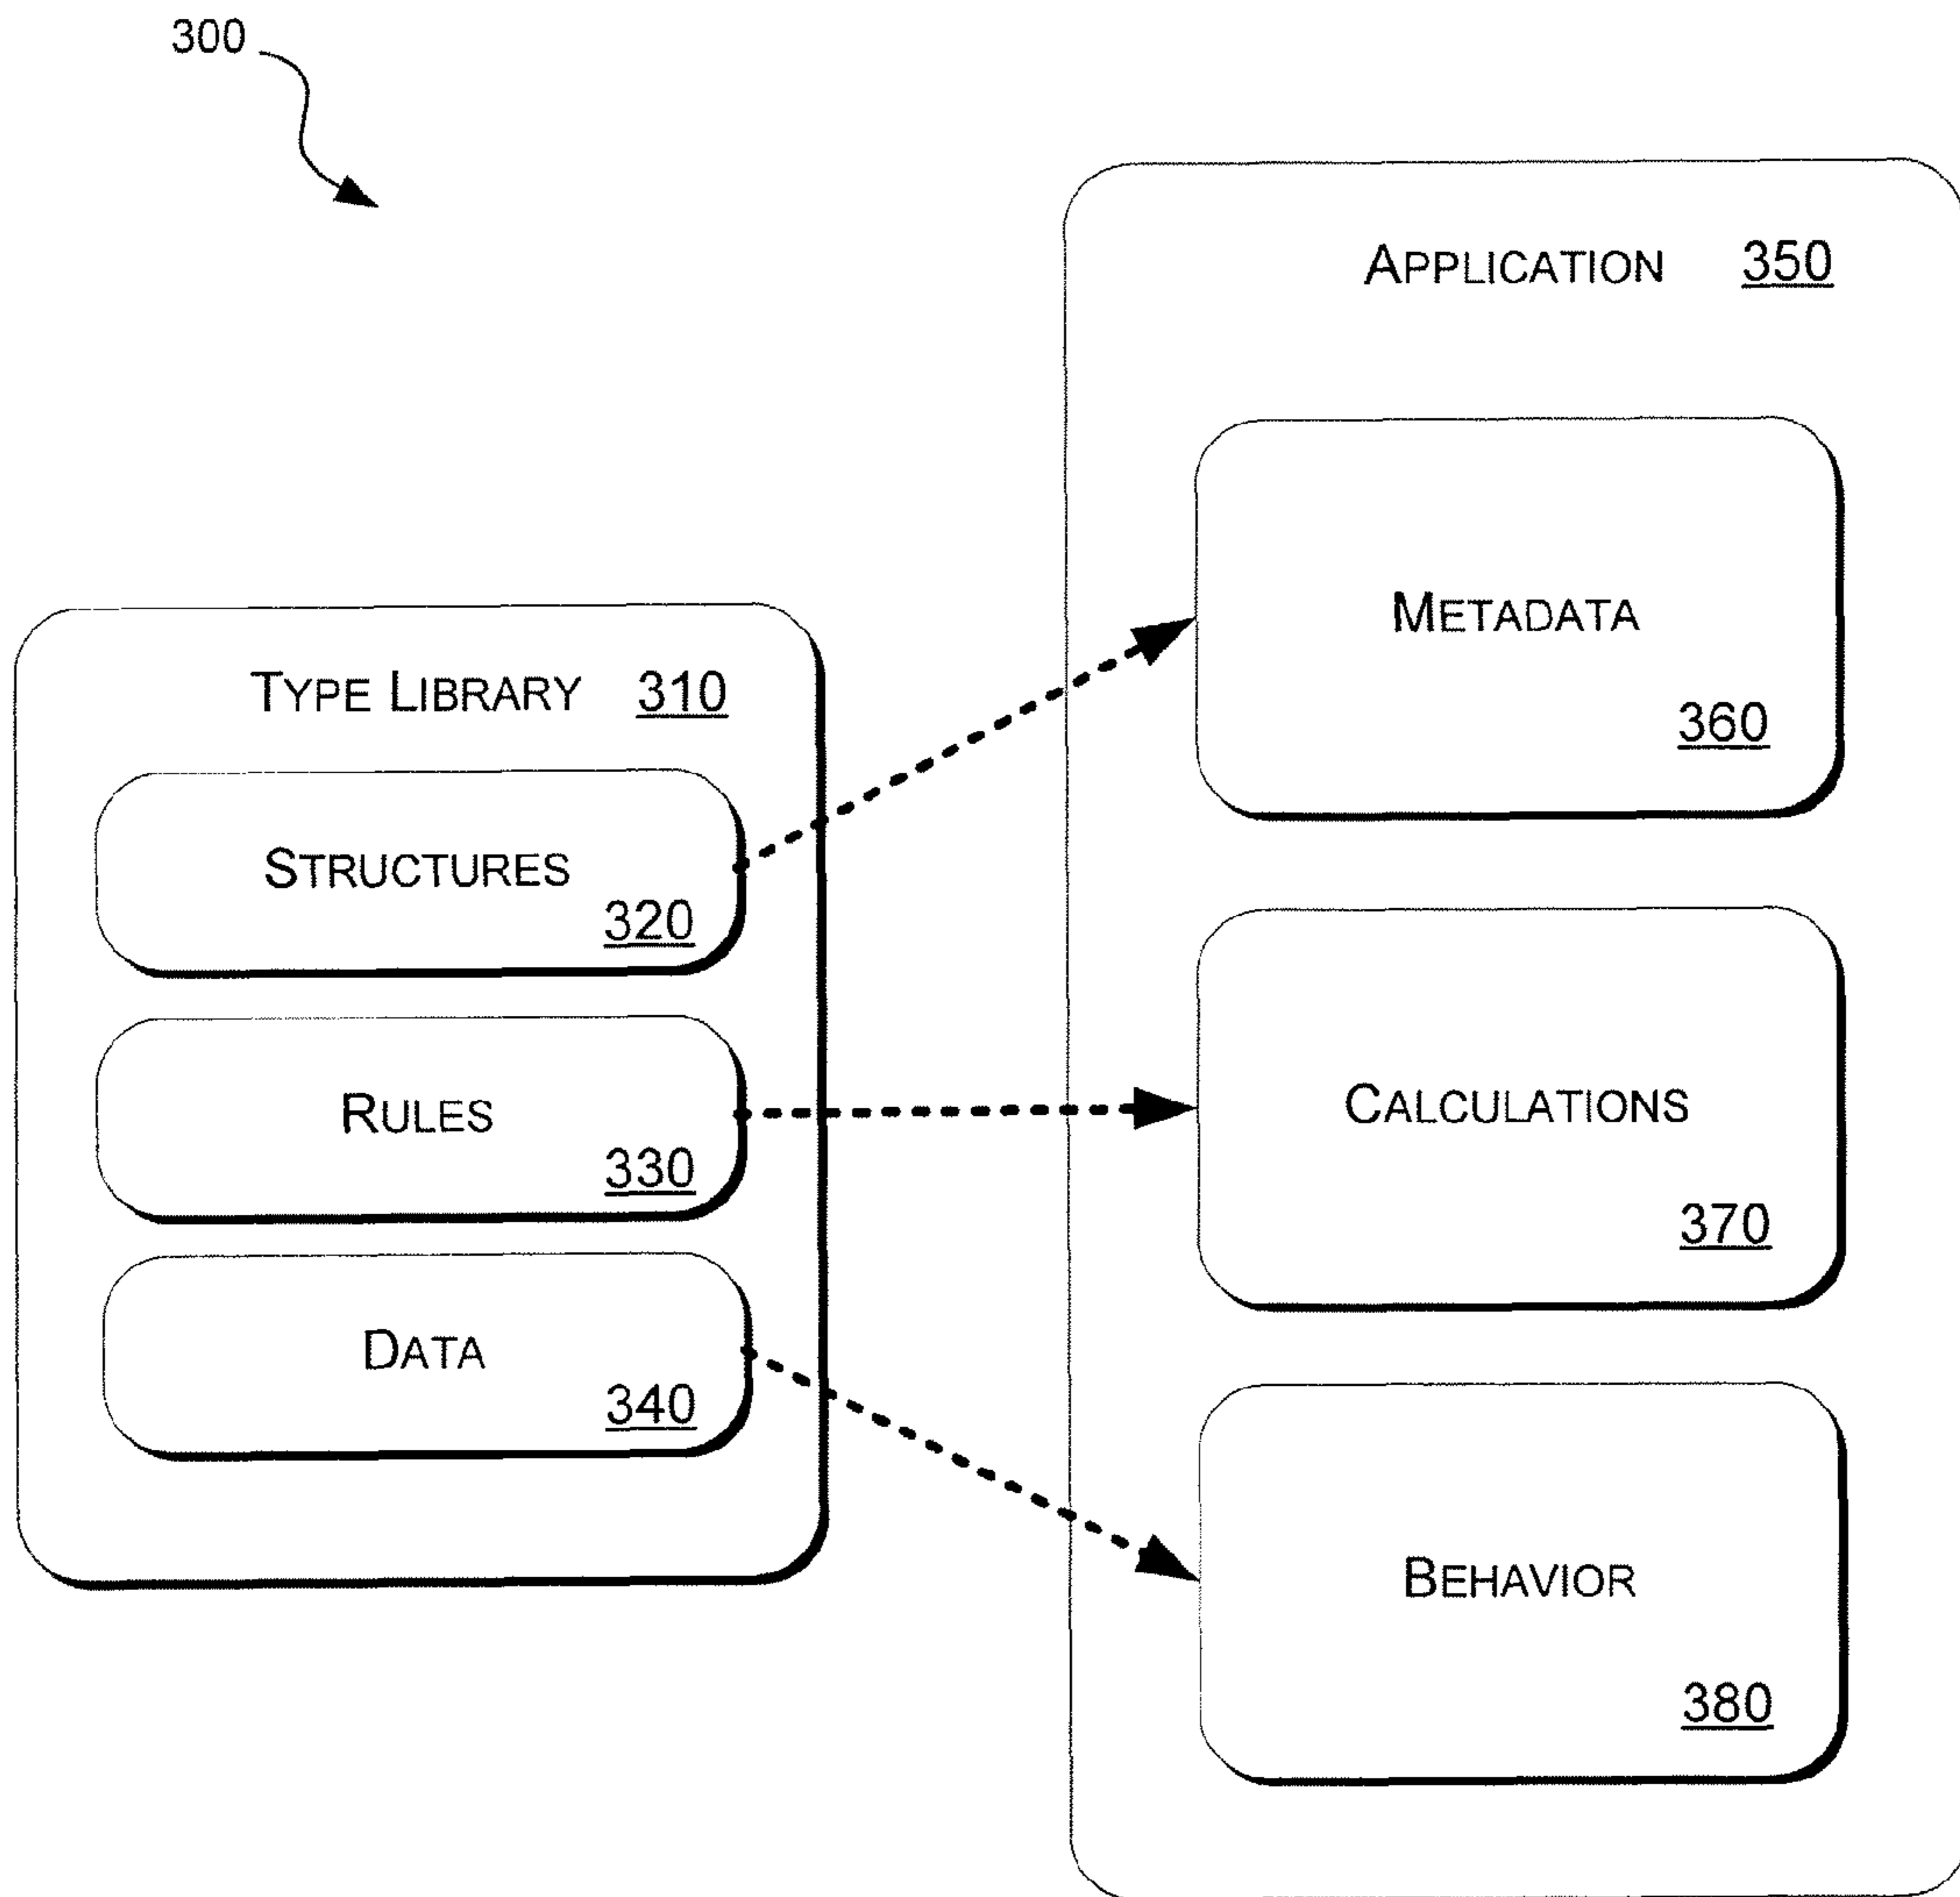 300
APPLICATION 350
METADATA
360
TYPE LIBRARY 310
STRUCTURES
320
RULES
330
DATA
340
CALCULATIONS
370
BEHAVIOR
380